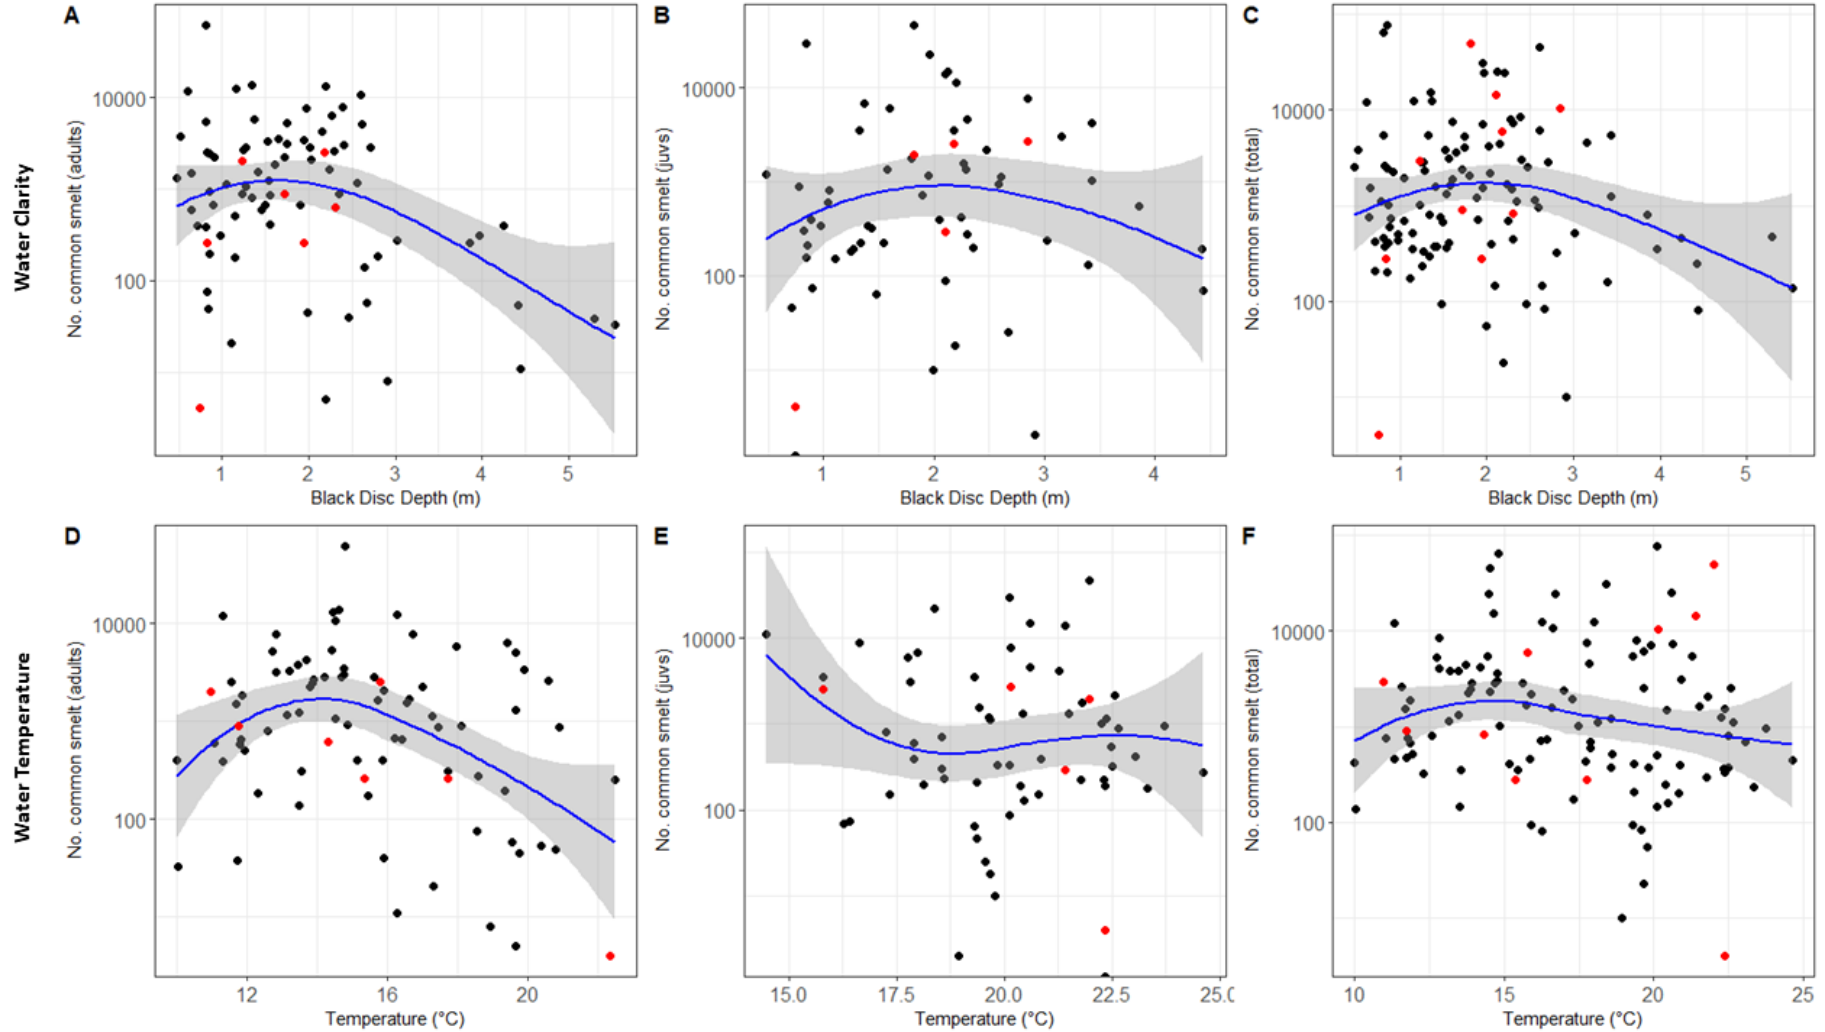 A
B
C
Water Clarity
No. common smelt (adults)
10000
100
1 2 3 4 5
Black Disc Depth (m)
No. common smelt (juvs)
10000
100
1 2 3 4
Black Disc Depth (m)
No. common smelt (total)
10000
100
1 2 3 4 5
Black Disc Depth (m)
D
E
F
Water Temperature
No. common smelt (adults)
10000
100
12 16 20
Temperature (°C)
No. common smelt (juvs)
10000
100
15.0 17.5 20.0 22.5 25.0
Temperature (°C)
No. common smelt (total)
10000
100
10 15 20 25
Temperature (°C)